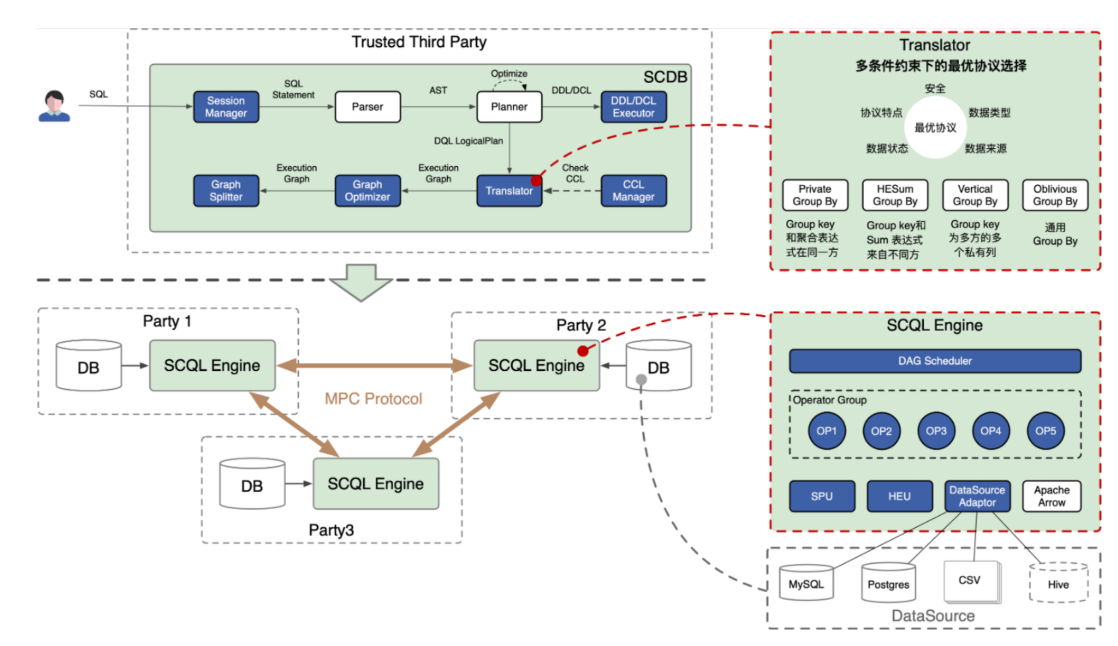 Trusted Third Party
SCDB
SQL
Session
Manager
SQL
Statement
Parser
AST
Optimize
Planner
DDL/DCL
DDL/DCL
Executor
DQL LogicalPlan
Graph
Splitter
Execution
Graph
Graph
Optimizer
Execution
Graph
Translator
Check
CCL
CCL
Manager
Translator
多条件约束下的最优协议选择
安全
协议特点
数据类型
最优协议
数据状态
数据来源
Private
Group By
HESum
Group By
Vertical
Group By
Oblivious
Group By
Group key
和聚合表达
式在同一方
Group key和
Sum 表达式
来自不同方
Group key
为多方的多
个私有列
通用
Group By
Party 1
DB
SCQL Engine
Party 2
SCQL Engine
DB
MPC Protocol
DB
SCQL Engine
Party3
SCQL Engine
DAG Scheduler
Operator Group
OP1
OP2
OP3
OP4
OP5
SPU
HEU
DataSource
Adaptor
Apache
Arrow
MySQL
Postgres
CSV
Hive
DataSource